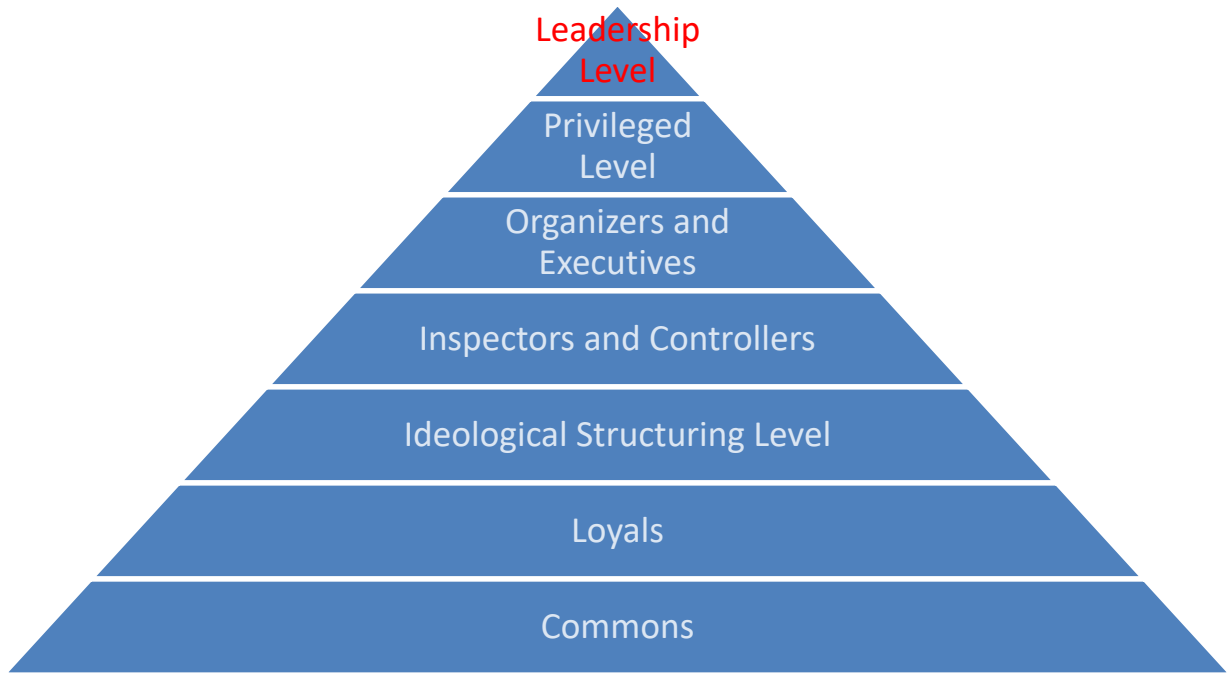 Leadership
Level
Privileged
Level
Organizers and
Executives
Inspectors and Controllers
Ideological Structuring Level
Loyals
Commons